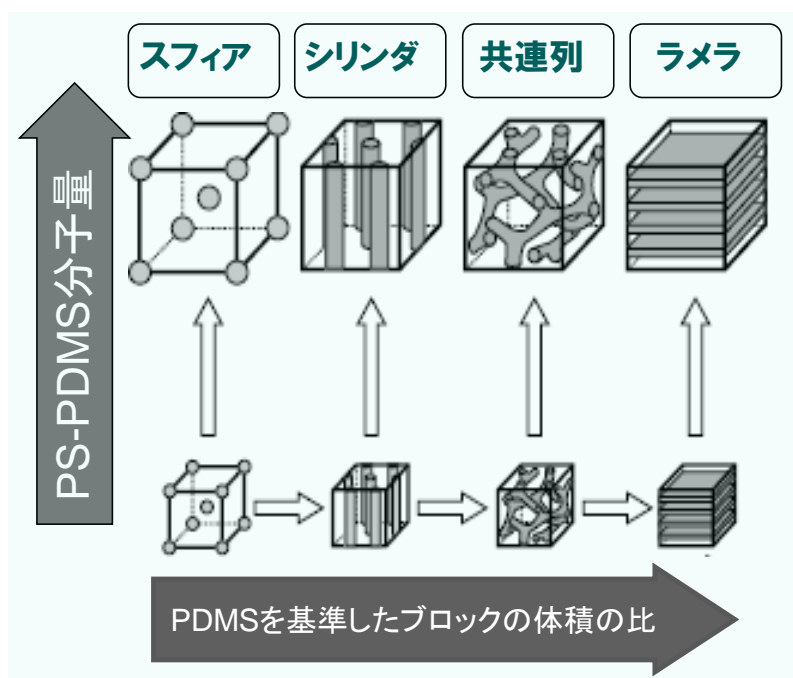 スフィア
シリンダ
共連列
ラメラ
PS-PDMS分子量
PDMSを基準したブロックの体積の比